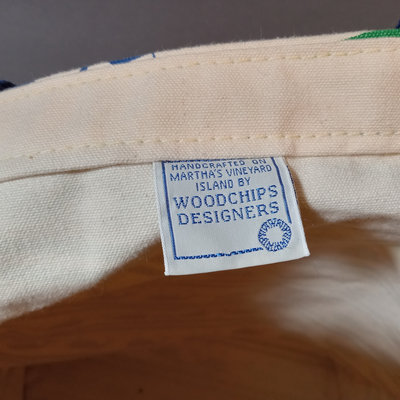 HANDCRAFTED ON
MARTHA'S VINEYARD
ISLAND BY
WOODCHIPS
DESIGNERS